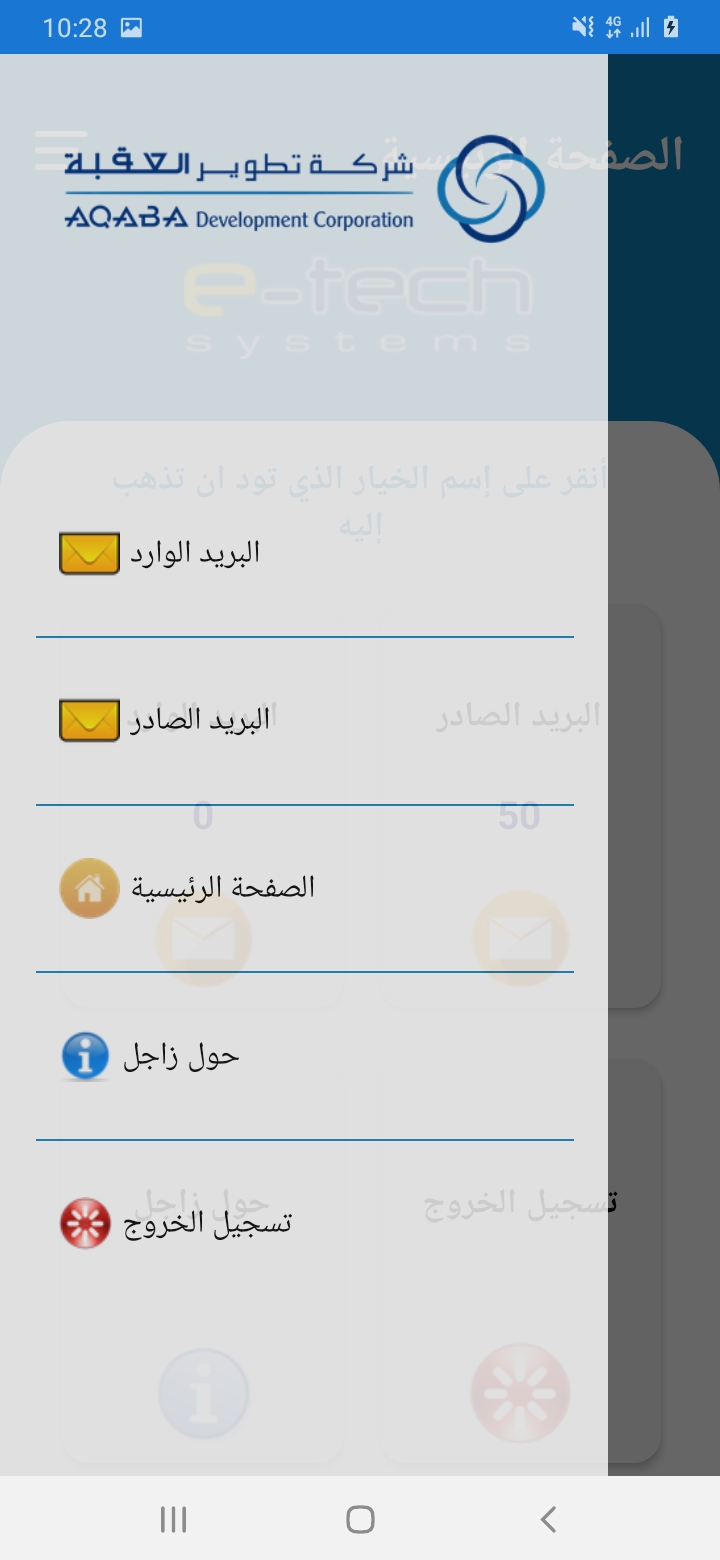 10:28
4G
الصفحة الرئيسية
شركة تطوير العقبة
AQABA Development Corporation
e-tech
systems
أنقر على إسم الخيار الذي تود ان تذهب
إليه
البريد الوارد
البريد الصادر
البريد الوارد
البريد الصادر
50
0
الصفحة الرئيسية
حول زاجل
تسجيل الخروج
حول زاجل
تسجيل الخروج